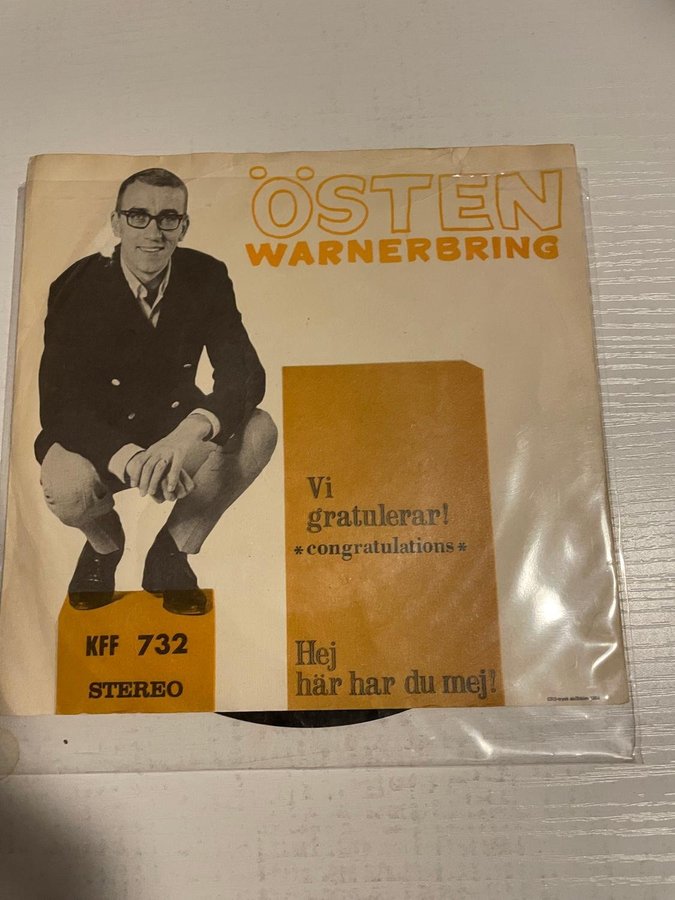 ÖSTEN
WARNERBRING
Vi
gratulerar!
*congratulations*
KFF 732
STEREO
Hej
här har du mej!